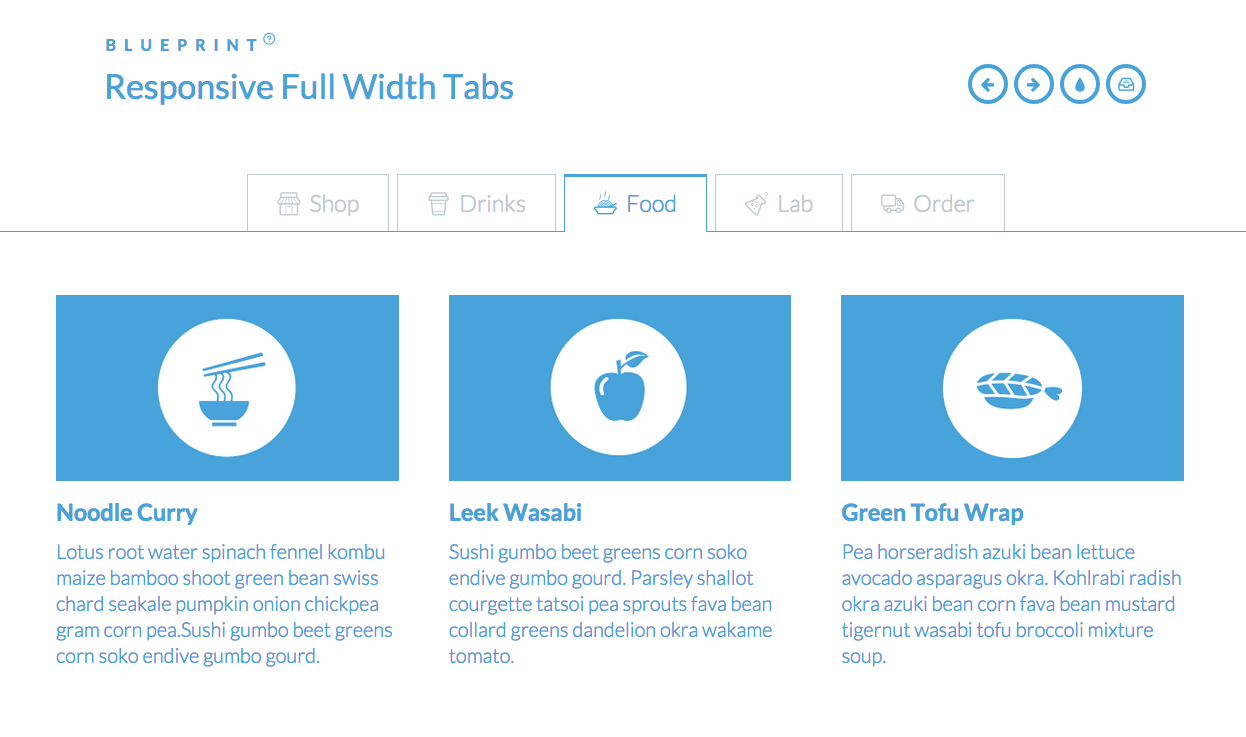 BLUEPRINT?
Responsive Full Width Tabs
Shop
Drinks
Food
Lab
Order
Noodle Curry
Lotus root water spinach fennel kombu
maize bamboo shoot green bean swiss
chard seakale pumpkin onion chickpea
gram corn pea.Sushi gumbo beet greens
corn soko endive gumbo gourd.
Leek Wasabi
Sushi gumbo beet greens corn soko
endive gumbo gourd. Parsley shallot
courgette tatsoi pea sprouts fava bean
collard greens dandelion okra wakame
tomato.
Green Tofu Wrap
Pea horseradish azuki bean lettuce
avocado asparagus okra. Kohlrabi radish
okra azuki bean corn fava bean mustard
tigernut wasabi tofu broccoli mixture
soup.